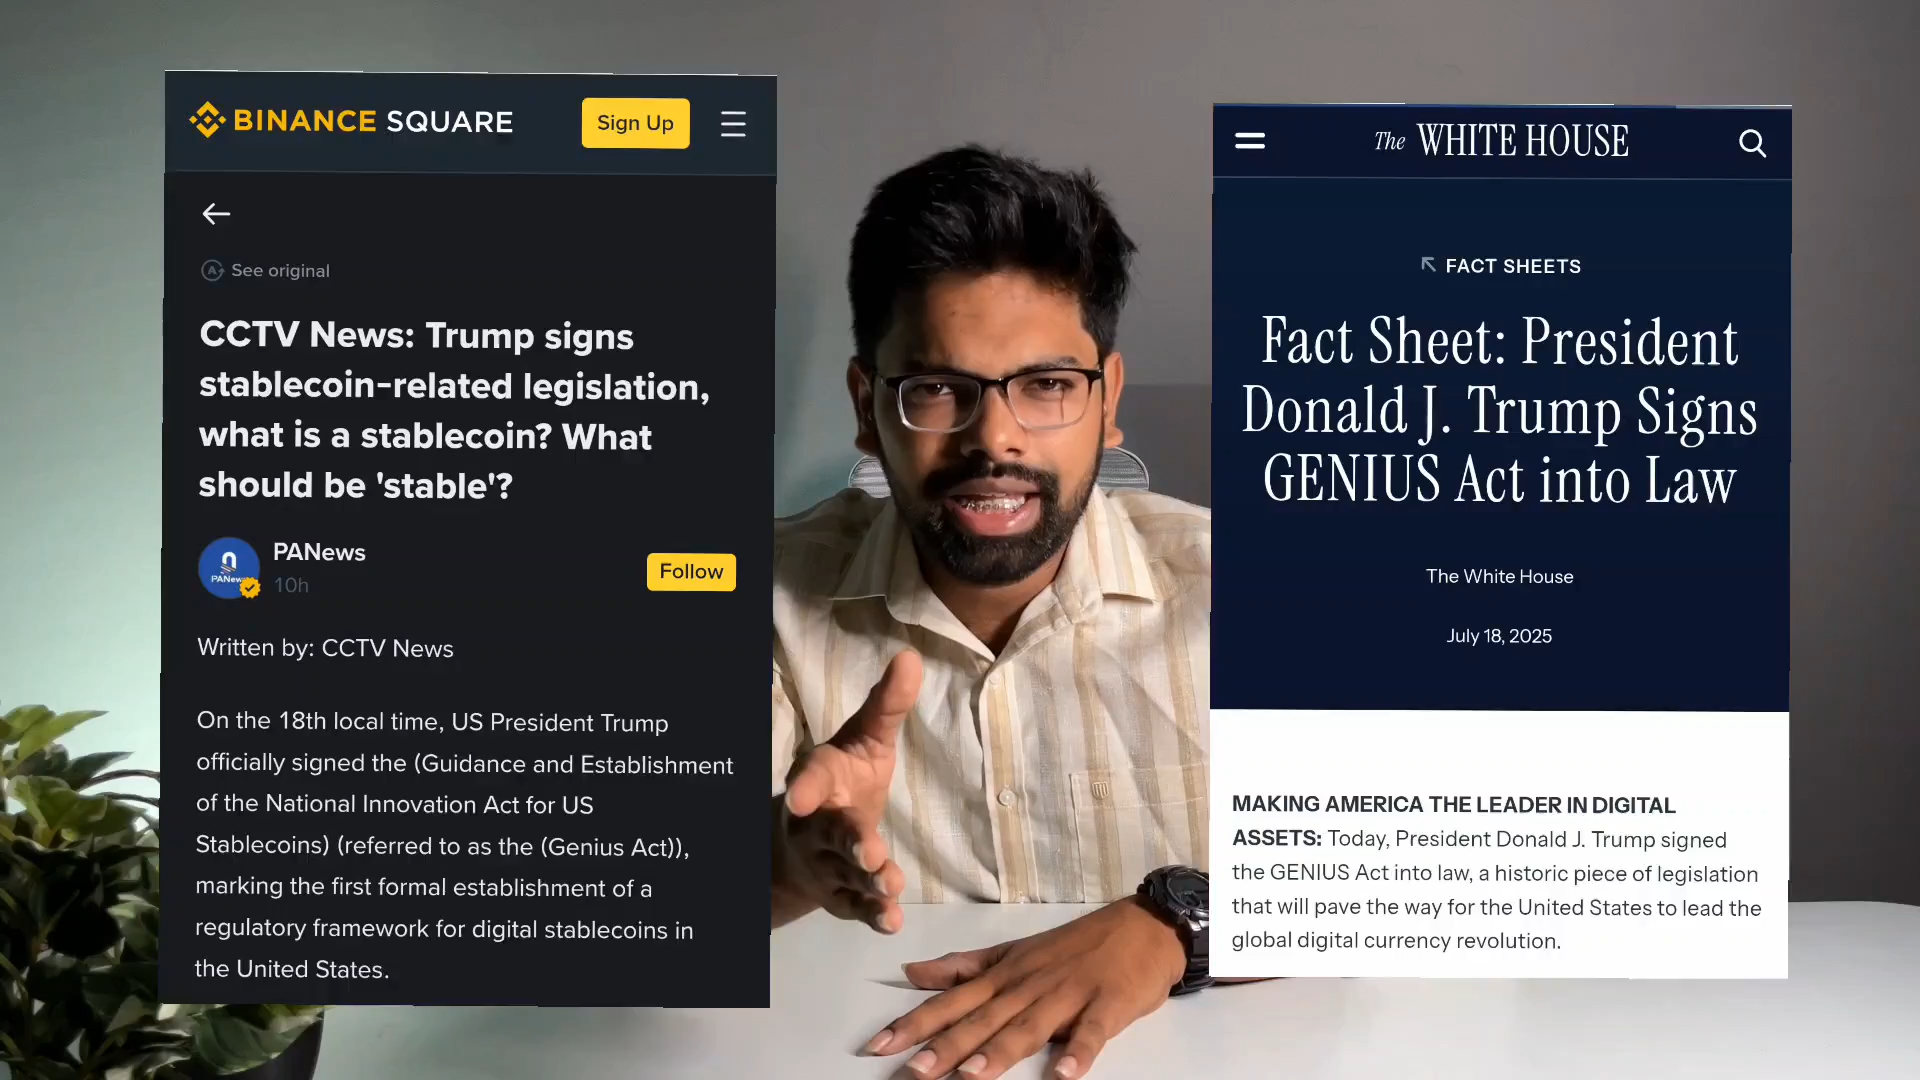 BINANCE SQUARE
Sign Up
See original
CCTV News: Trump signs
stablecoin-related legislation,
what is a stablecoin? What
should be 'stable'?
PANews
PANews
10h
Follow
Written by: CCTV News
On the 18th local time, US President Trump
officially signed the (Guidance and Establishment
of the National Innovation Act for US
Stablecoins) (referred to as the (Genius Act)),
marking the first formal establishment of a
regulatory framework for digital stablecoins in
the United States.
The WHITE HOUSE
FACT SHEETS
Fact Sheet: President
Donald J. Trump Signs
GENIUS Act into Law
The White House
July 18, 2025
MAKING AMERICA THE LEADER IN DIGITAL
ASSETS: Today, President Donald J. Trump signed
the GENIUS Act into law, a historic piece of legislation
that will pave the way for the United States to lead the
global digital currency revolution.